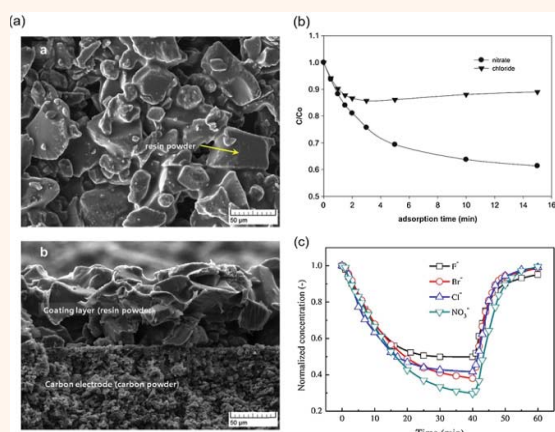 (a)
a
resin powder
50 µm
b
Coating layer (resin powder)
Carbon electrode (carbon powder)
50 µm
(b)
1.0
0.9
0.8
0.7
0.6
0.5
C/Co
nitrate
chloride
0 2 4 6 8 10 12 14 16
adsorption time (min)
(c)
1.0
0.8
0.6
0.4
0.2
Normalized concentration (-)
F⁻
Br⁻
Cl⁻
NO₃⁻
0 10 20 30 40 50 60
Time (min)